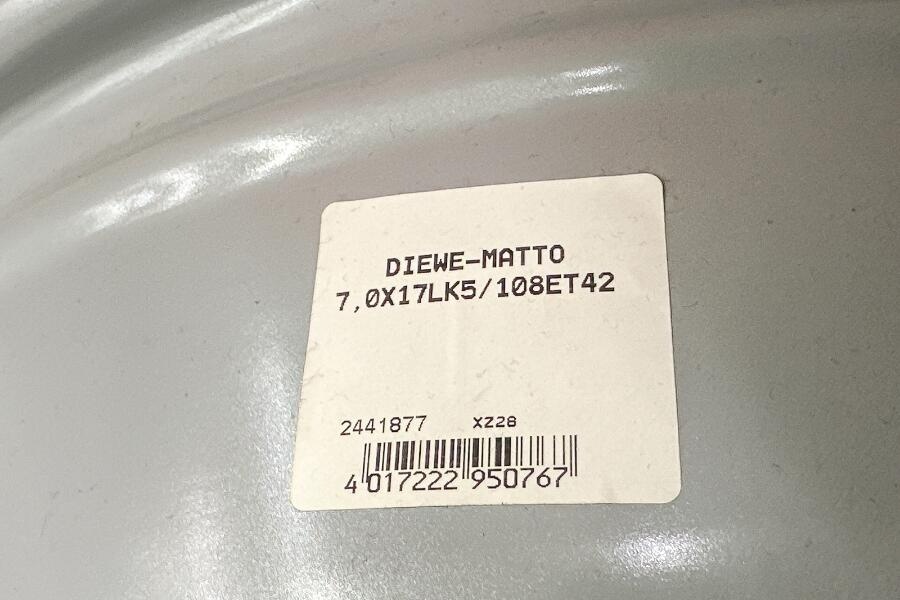 DIEWE-MATTO
7,0X17LK5/108ET42
2441877 XZ28
4 017222 950767